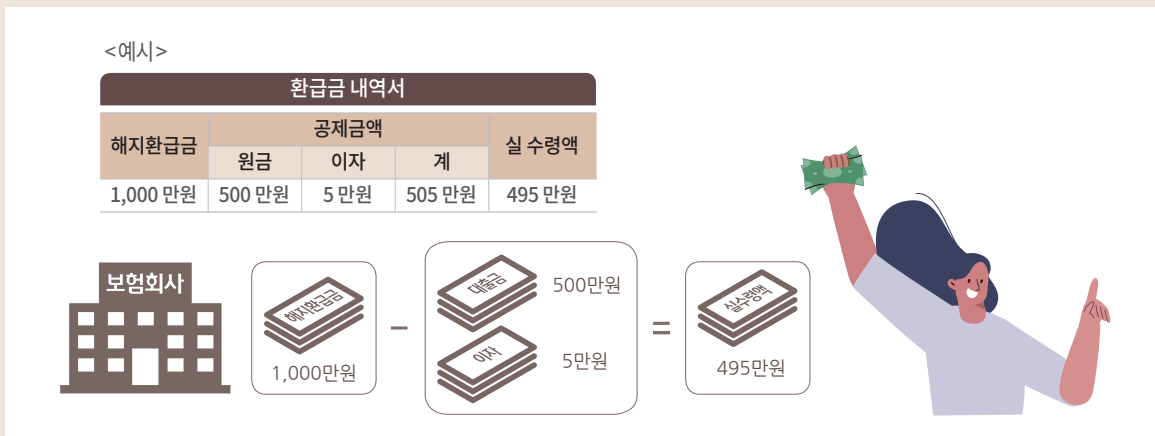 <예시>
환급금 내역서
해지환급금 공제금액 실 수령액
원금 이자 계
1,000 만원 500 만원 5 만원 505 만원 495 만원
보험회사
해지환급금
1,000만원
–
대출금
500만원
이자
5만원
=
실수령액
495만원